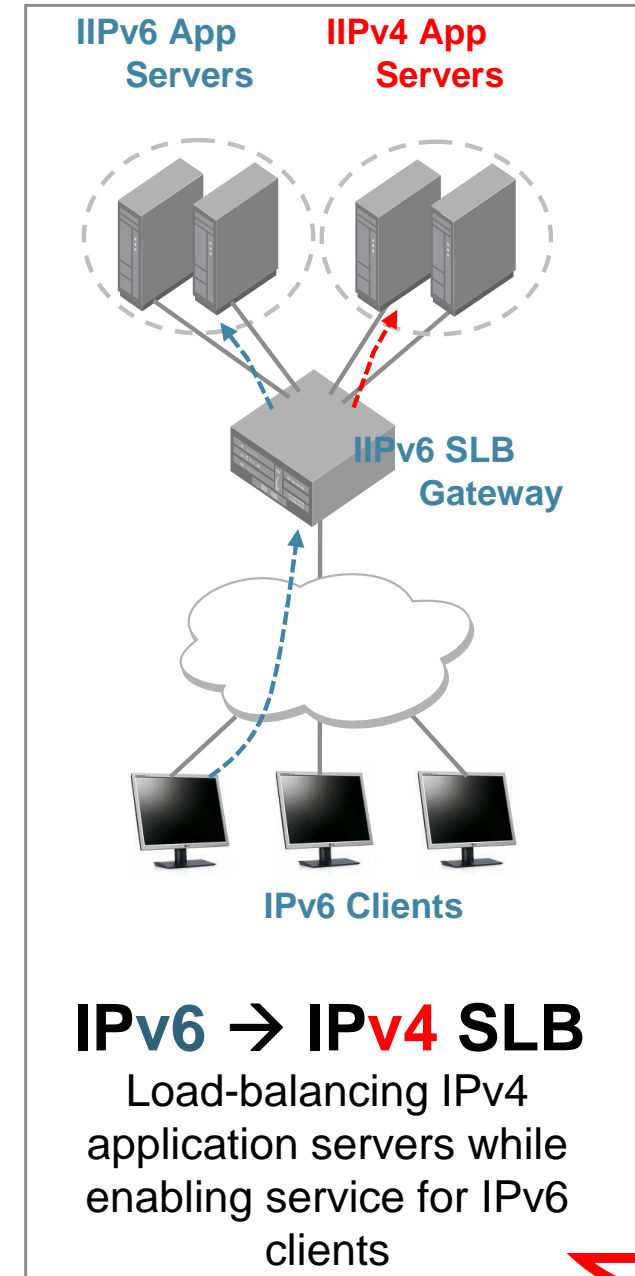 IIPv6 App
Servers
IIPv4 App
Servers
IIPv6 SLB
Gateway
IPv6 Clients
IPv6 → IPv4 SLB
Load-balancing IPv4
application servers while
enabling service for IPv6
clients